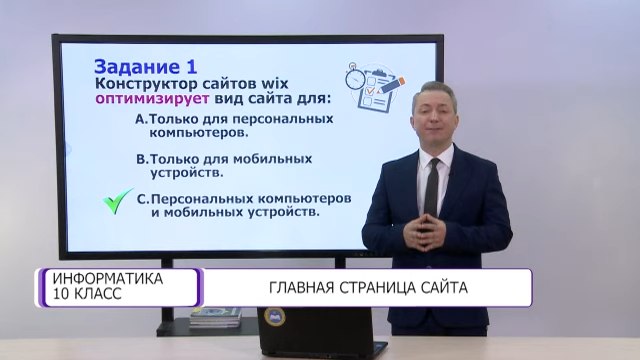 Задание 1
Конструктор сайтов wix
оптимизирует вид сайта для:
A.Только для персональных
компьютеров.
B.Только для мобильных
устройств.
C.Персональных компьютеров
и мобильных устройств.
ИНФОРМАТИКА
10 КЛАСС
ГЛАВНАЯ СТРАНИЦА САЙТА